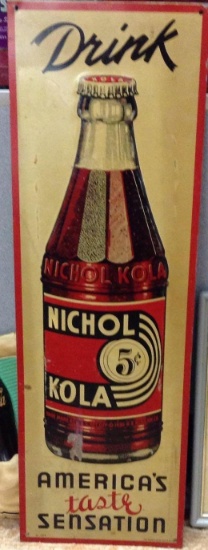 Drink
NICHOL KOLA
NICHOL
5¢
KOLA
AMERICA'S
taste
SENSATION